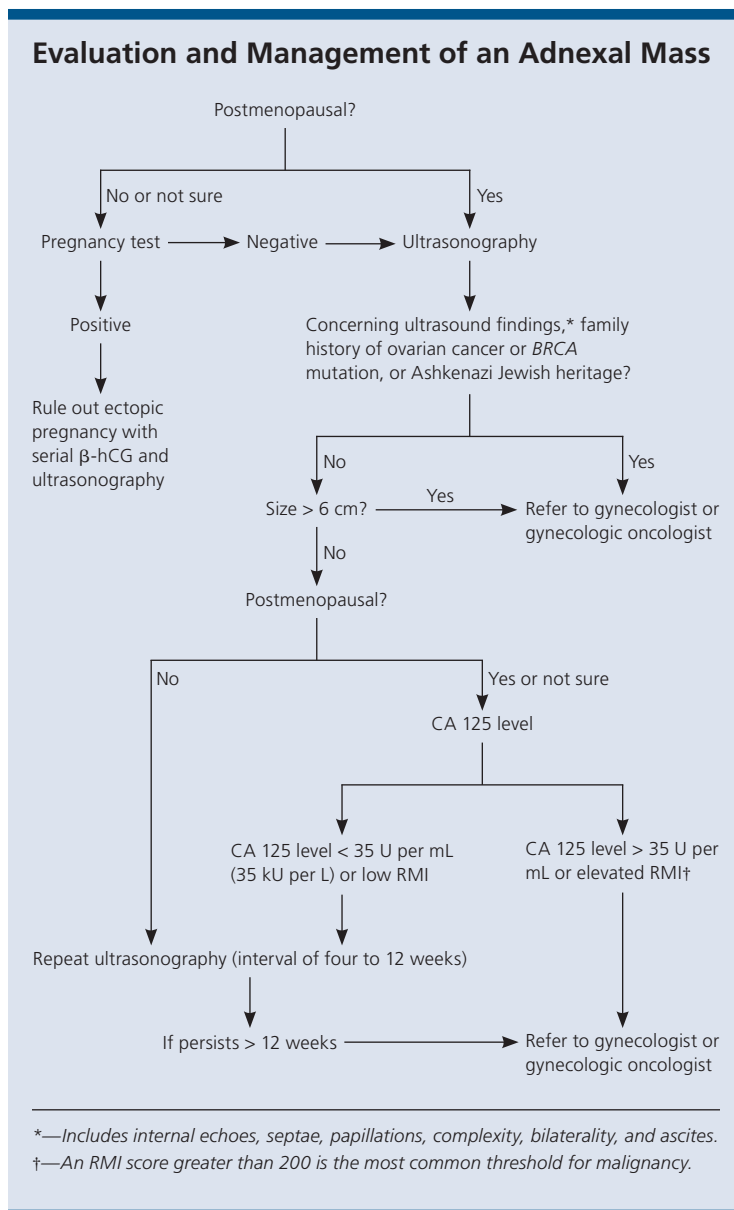 Evaluation and Management of an Adnexal Mass
Postmenopausal?
No or not sure
Yes
Pregnancy test
Negative
Ultrasonography
Positive
Concerning ultrasound findings,* family
history of ovarian cancer or BRCA
mutation, or Ashkenazi Jewish heritage?
Rule out ectopic
pregnancy with
serial β-hCG and
ultrasonography
No
Yes
Size > 6 cm?
Yes
Refer to gynecologist or
gynecologic oncologist
No
Postmenopausal?
No
Yes or not sure
CA 125 level
CA 125 level < 35 U per mL
(35 kU per L) or low RMI
CA 125 level > 35 U per
mL or elevated RMI†
Repeat ultrasonography (interval of four to 12 weeks)
If persists > 12 weeks
Refer to gynecologist or
gynecologic oncologist
*—Includes internal echoes, septae, papillations, complexity, bilaterality, and ascites.
†—An RMI score greater than 200 is the most common threshold for malignancy.